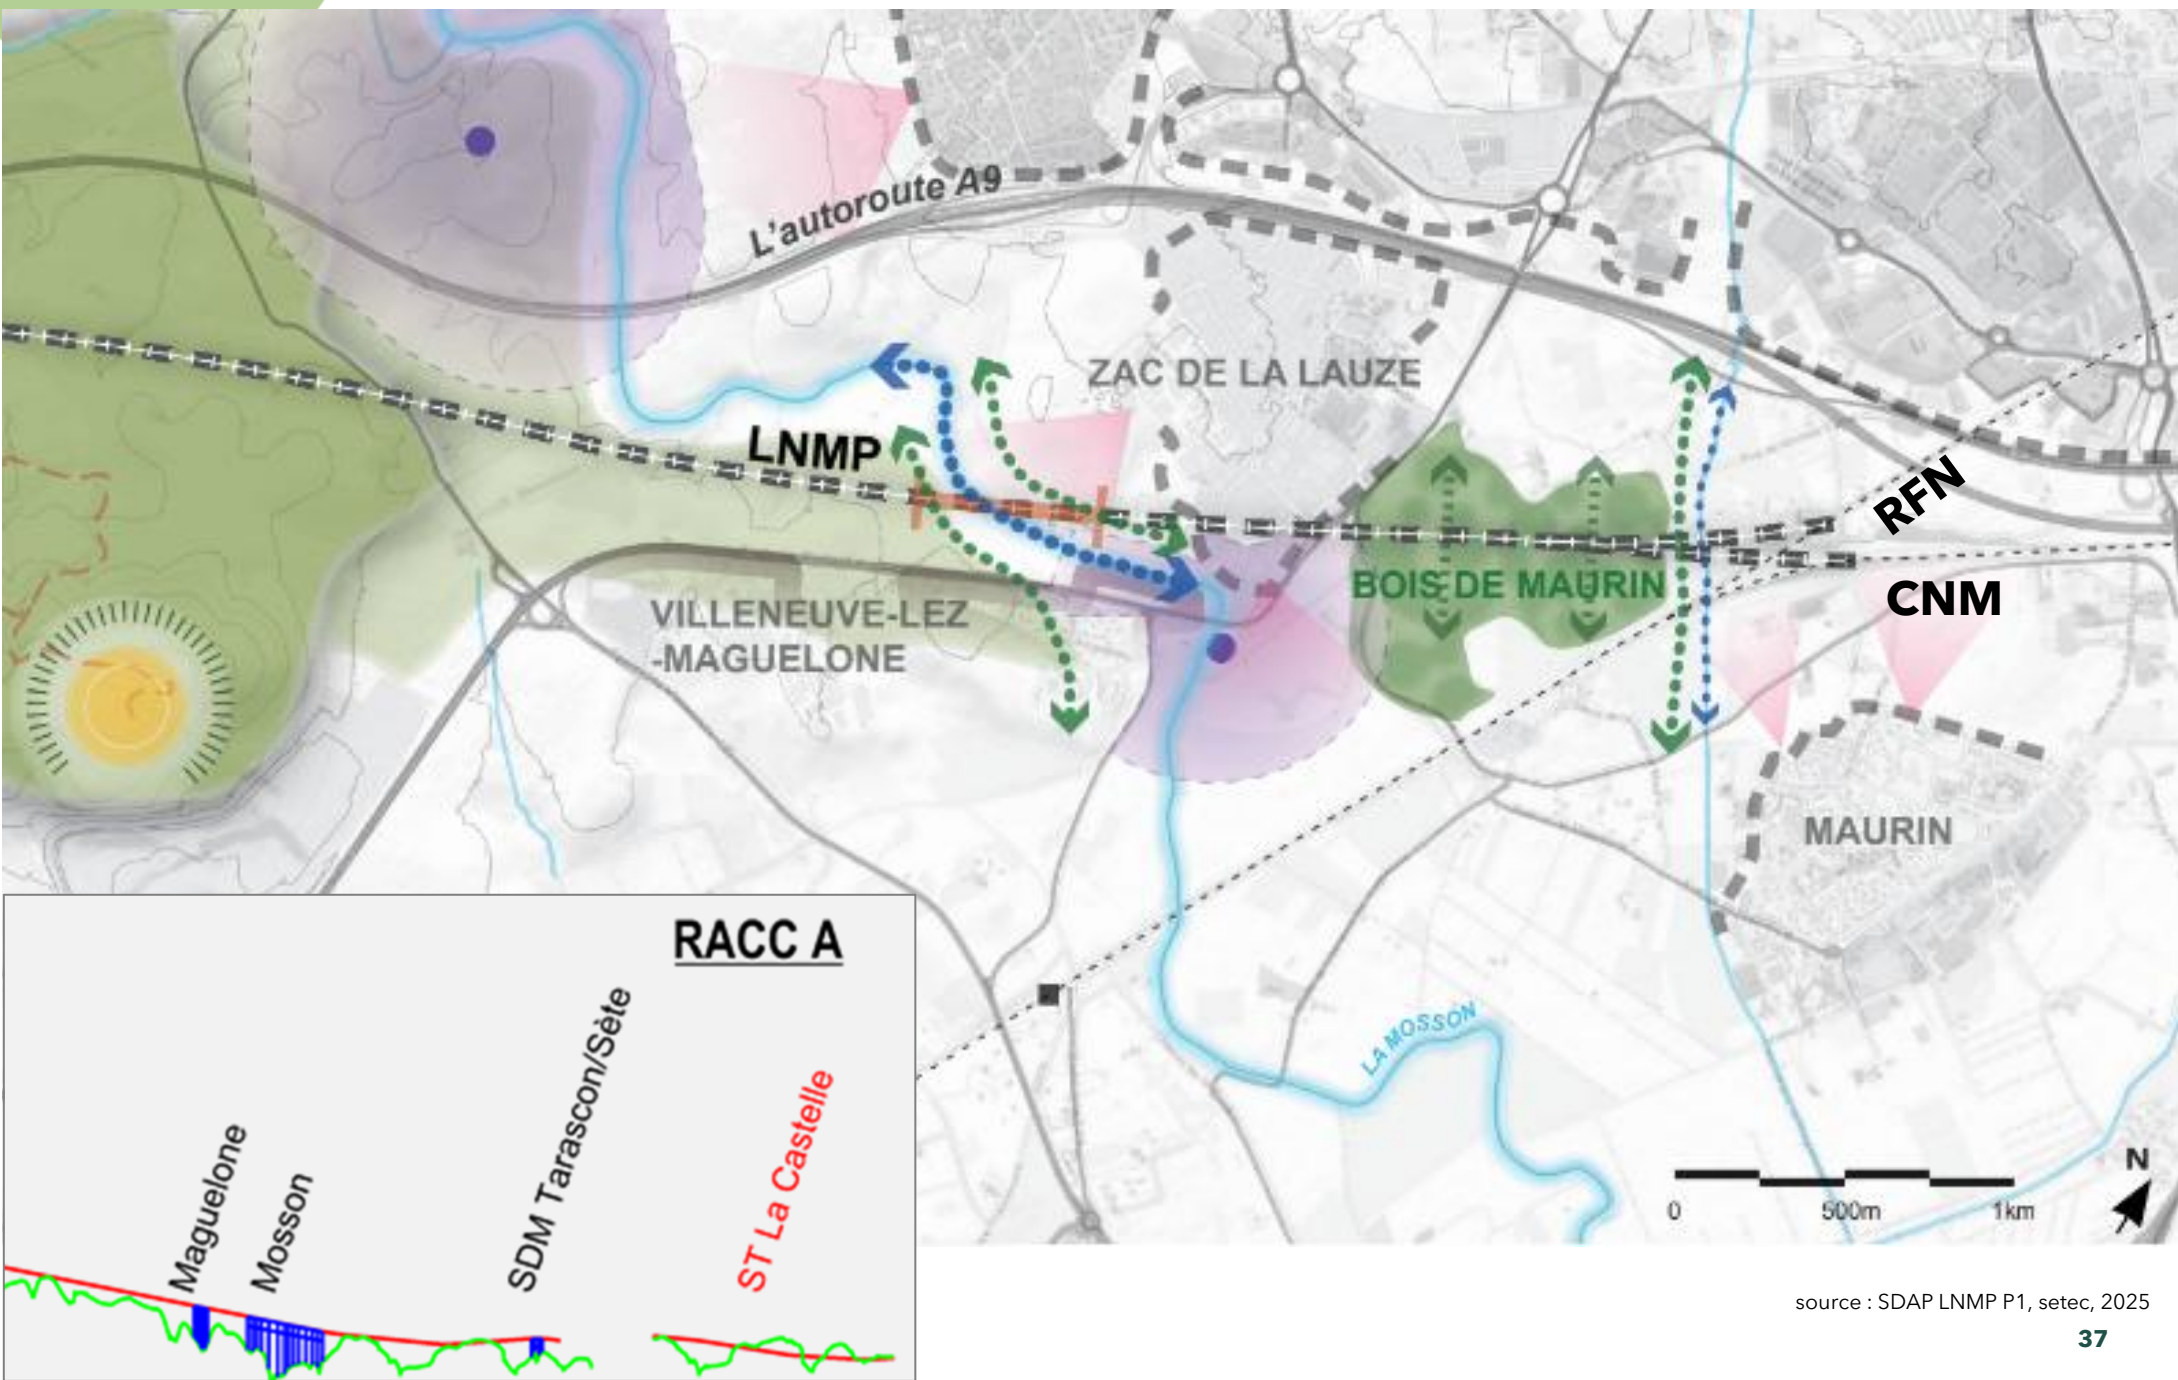 L'autoroute A9
ZAC DE LA LAUZE
LNMP
RFN
BOIS DE MAURIN
CNM
VILLENEUVE-LEZ
-MAGUELONE
MAURIN
LA MOSSON
RACC A
Maguelone
Mosson
SDM Tarascon/Sète
ST La Castelle
N
0 500m 1km
source : SDAP LNMP P1, setec, 2025
37